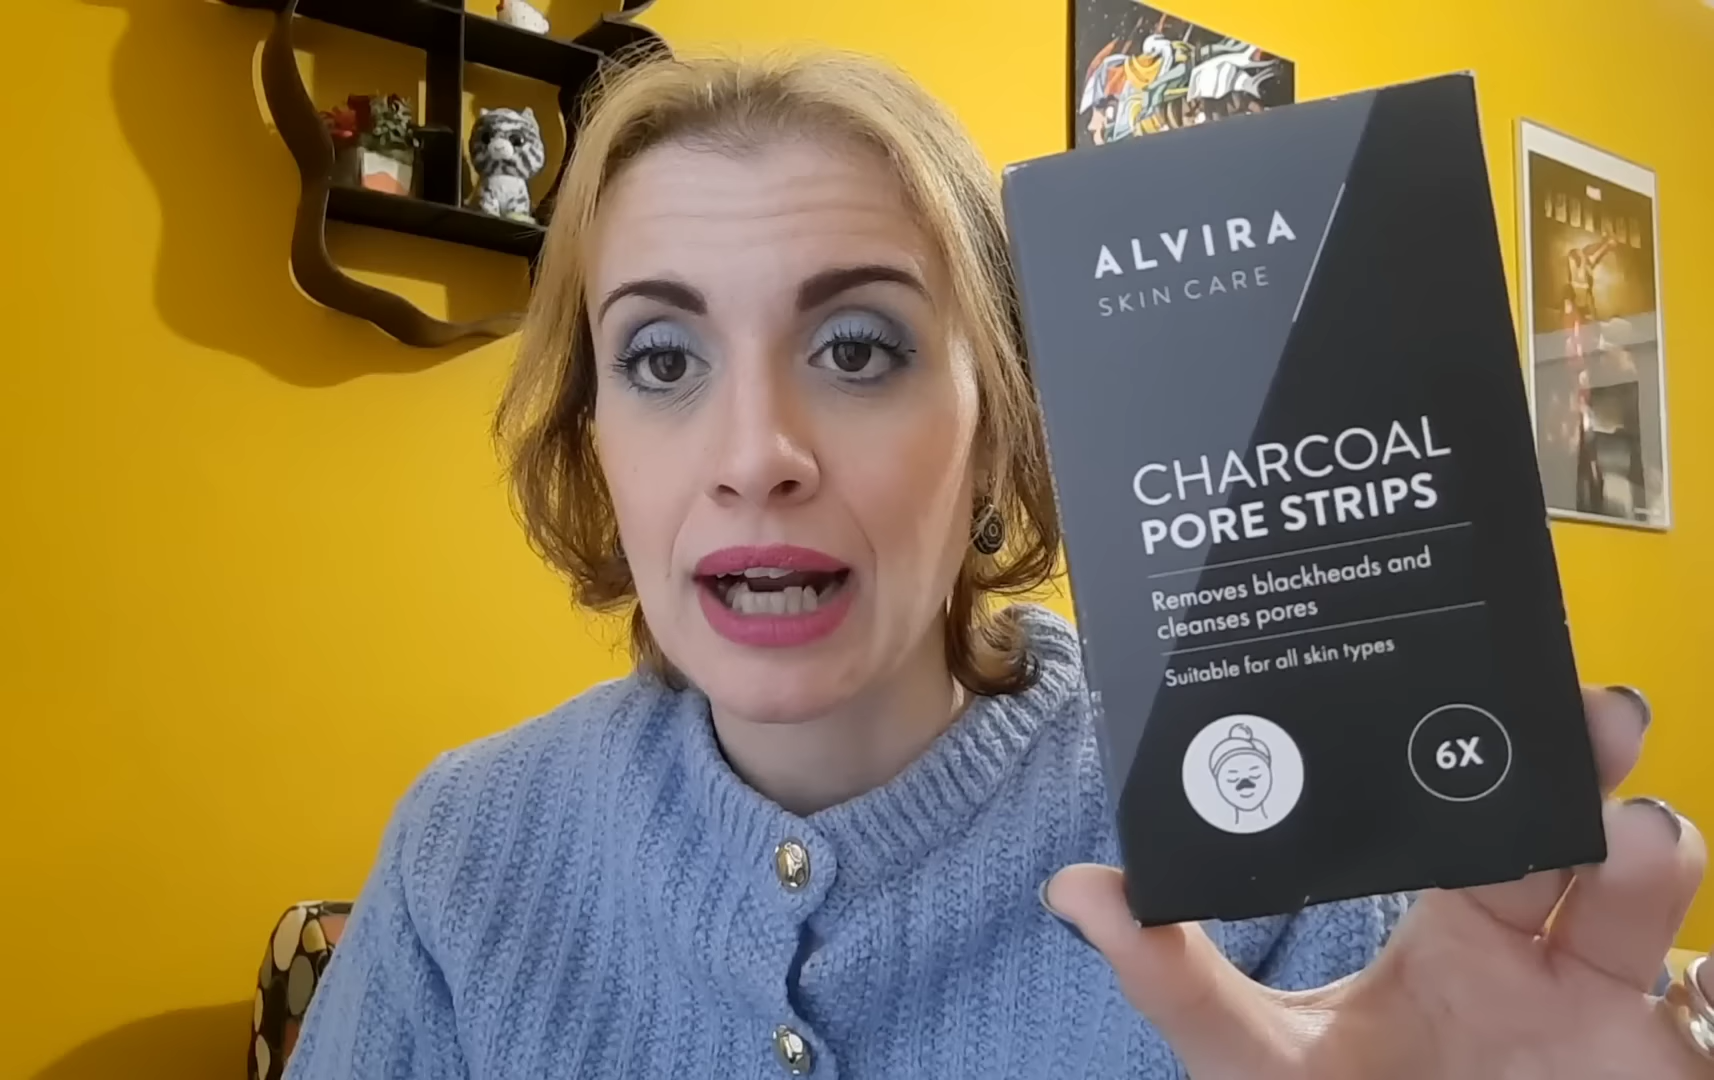 ALVIRA
SKIN CARE
CHARCOAL
PORE STRIPS
Removes blackheads and
cleanses pores
Suitable for all skin types
6X